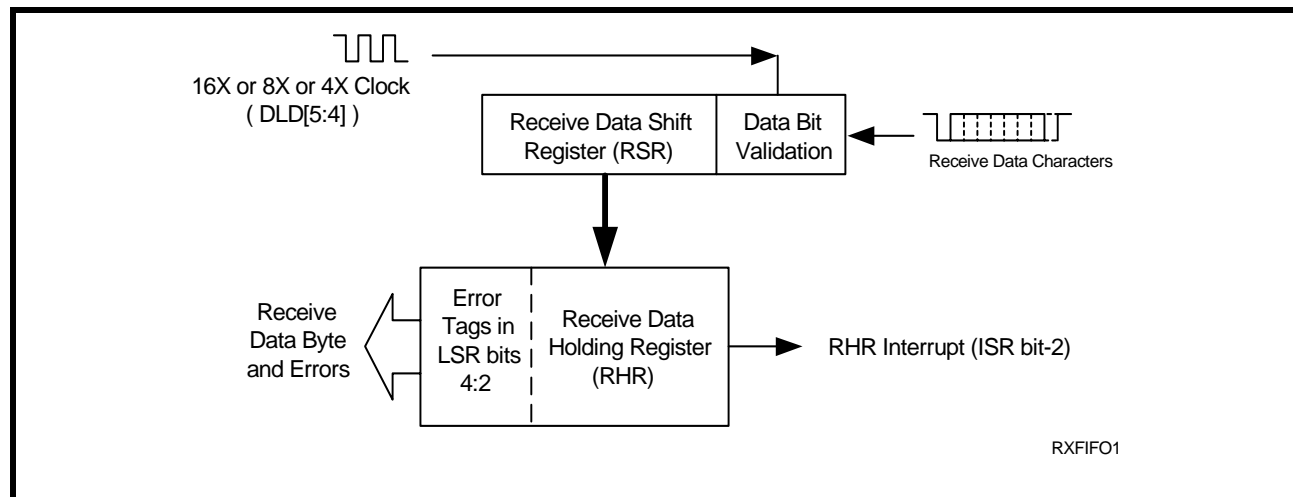 16X or 8X or 4X Clock
( DLD[5:4] )
Receive Data Shift
Register (RSR)
Data Bit
Validation
Receive Data Characters
Receive
Data Byte
and Errors
Error
Tags in
LSR bits
4:2
Receive Data
Holding Register
(RHR)
RHR Interrupt (ISR bit-2)
RXFIFO1